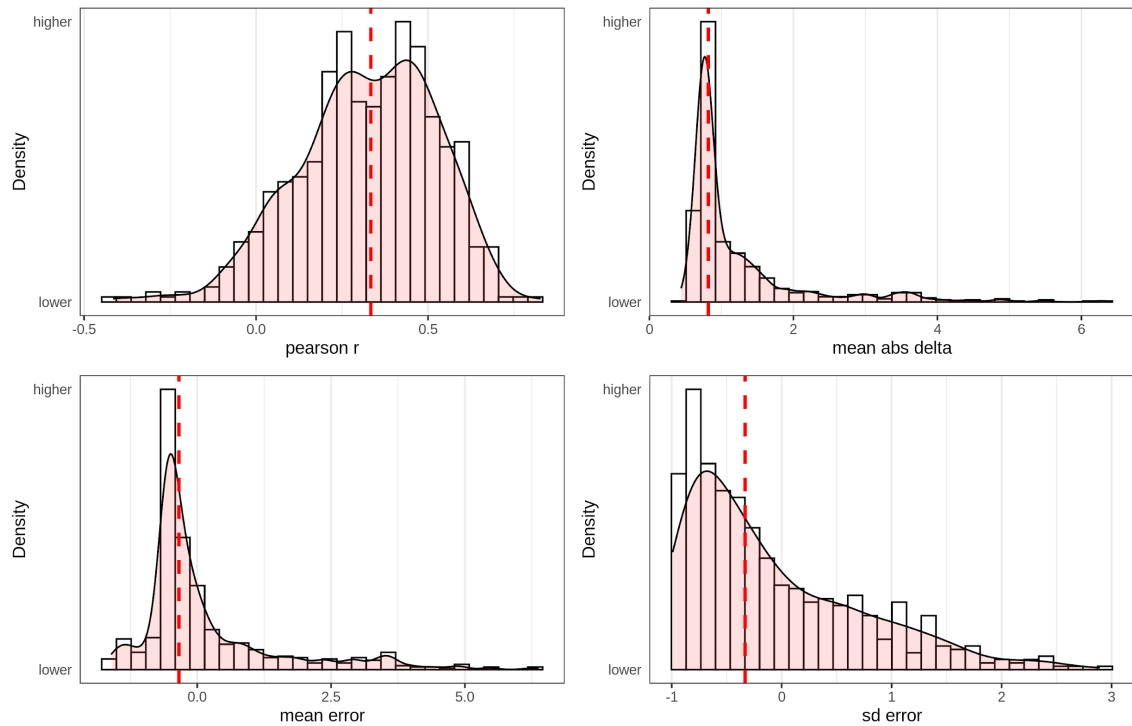 higher
Density
lower
-0.5
0.0
0.5
pearson r
higher
Density
lower
0
2
4
6
mean abs delta
higher
Density
lower
0.0
2.5
5.0
mean error
higher
Density
lower
-1
0
1
2
3
sd error